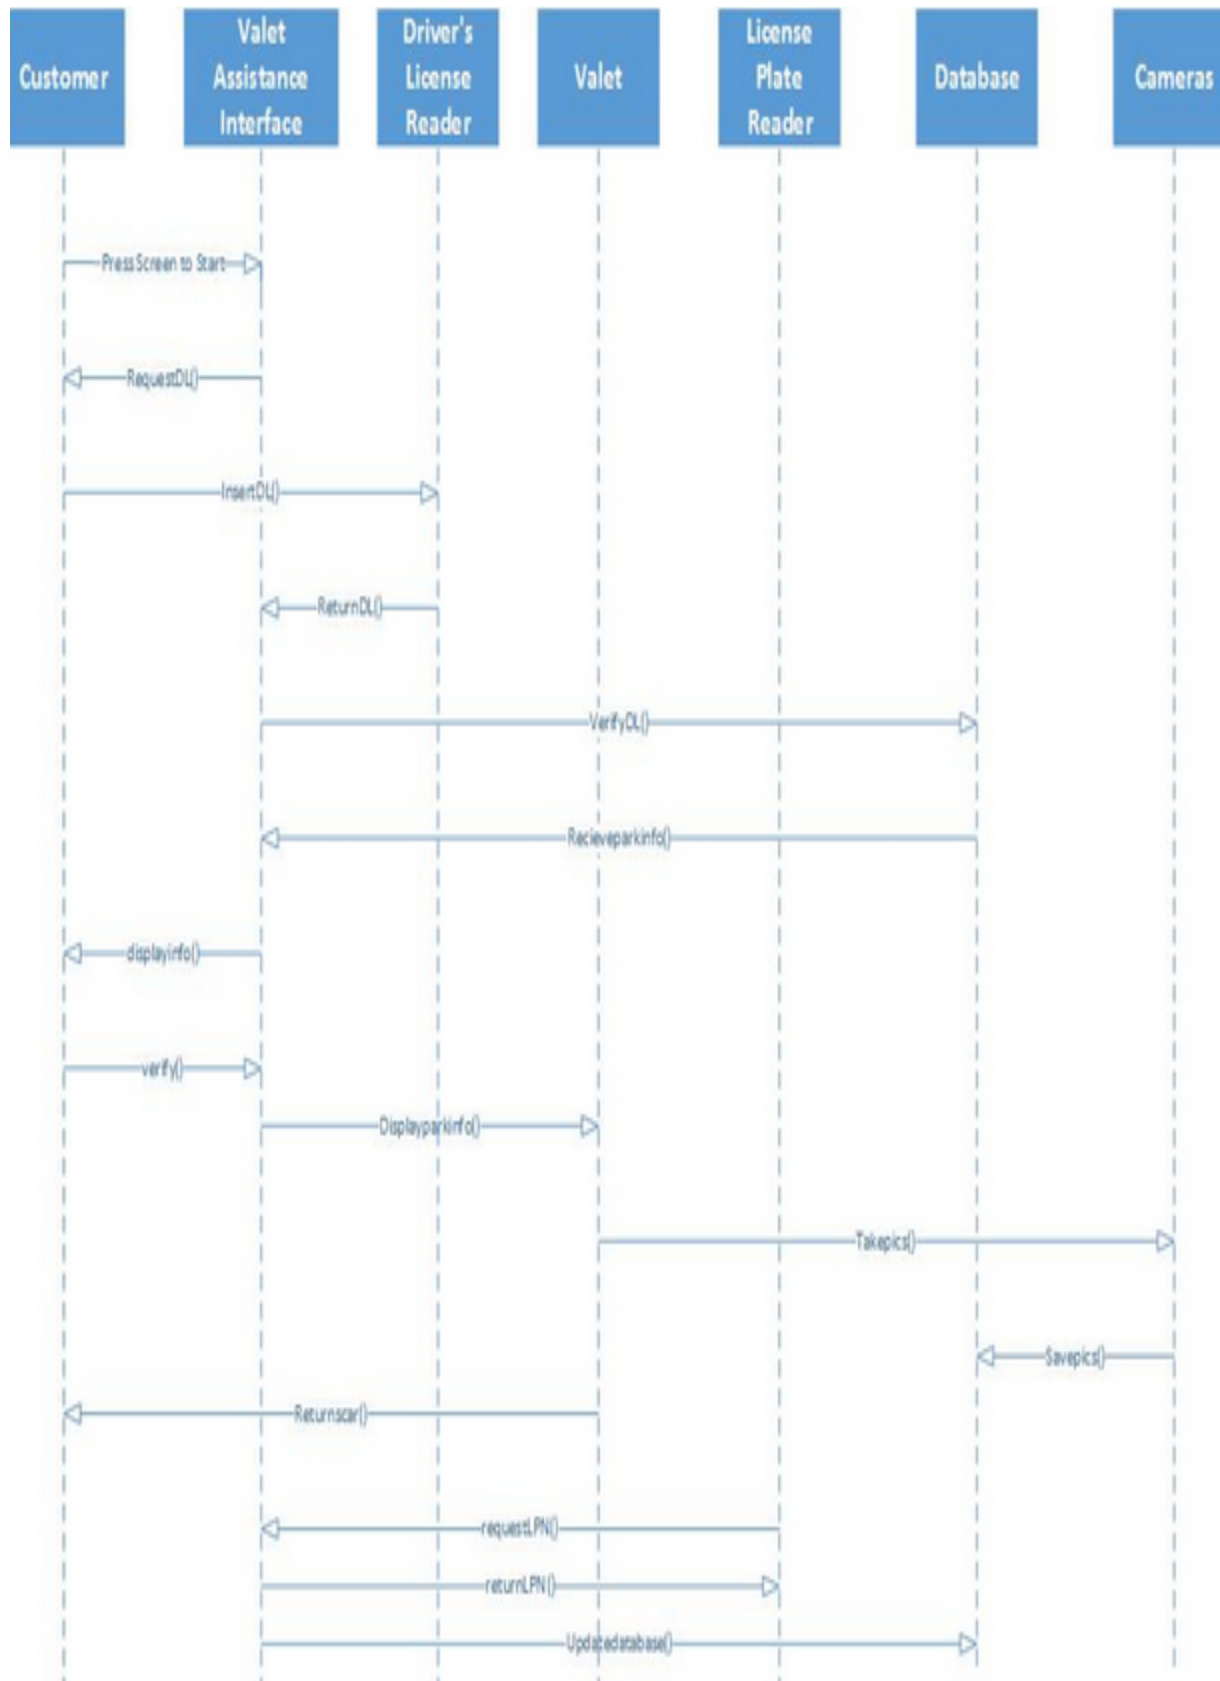 Customer
Valet
Assistance
Interface
Driver's
License
Reader
Valet
License
Plate
Reader
Database
Cameras
Press Screen to Start
RequestDL()
InsertDL()
ReturnDL()
VerifyDL()
Recieveparkinfo()
displayinfo()
verify()
Displayparkinfo()
Takepics()
Savepics()
Returnscar()
requestLPN()
returnLPN()
Updatedatabase()